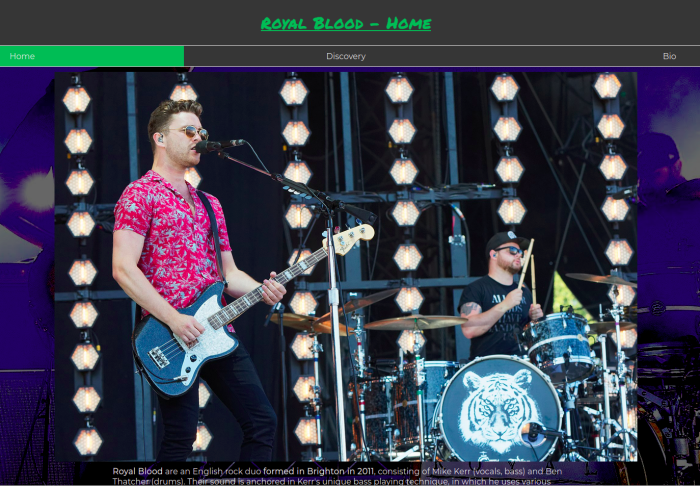 Royal Blood - Home
Home
Discovery
Bio
Royal Blood are an English rock duo formed in Brighton in 2011, consisting of Mike Kerr (vocals, bass) and Ben
Thatcher (drums). Their sound is anchored in Kerr's unique bass playing technique, in which he uses various